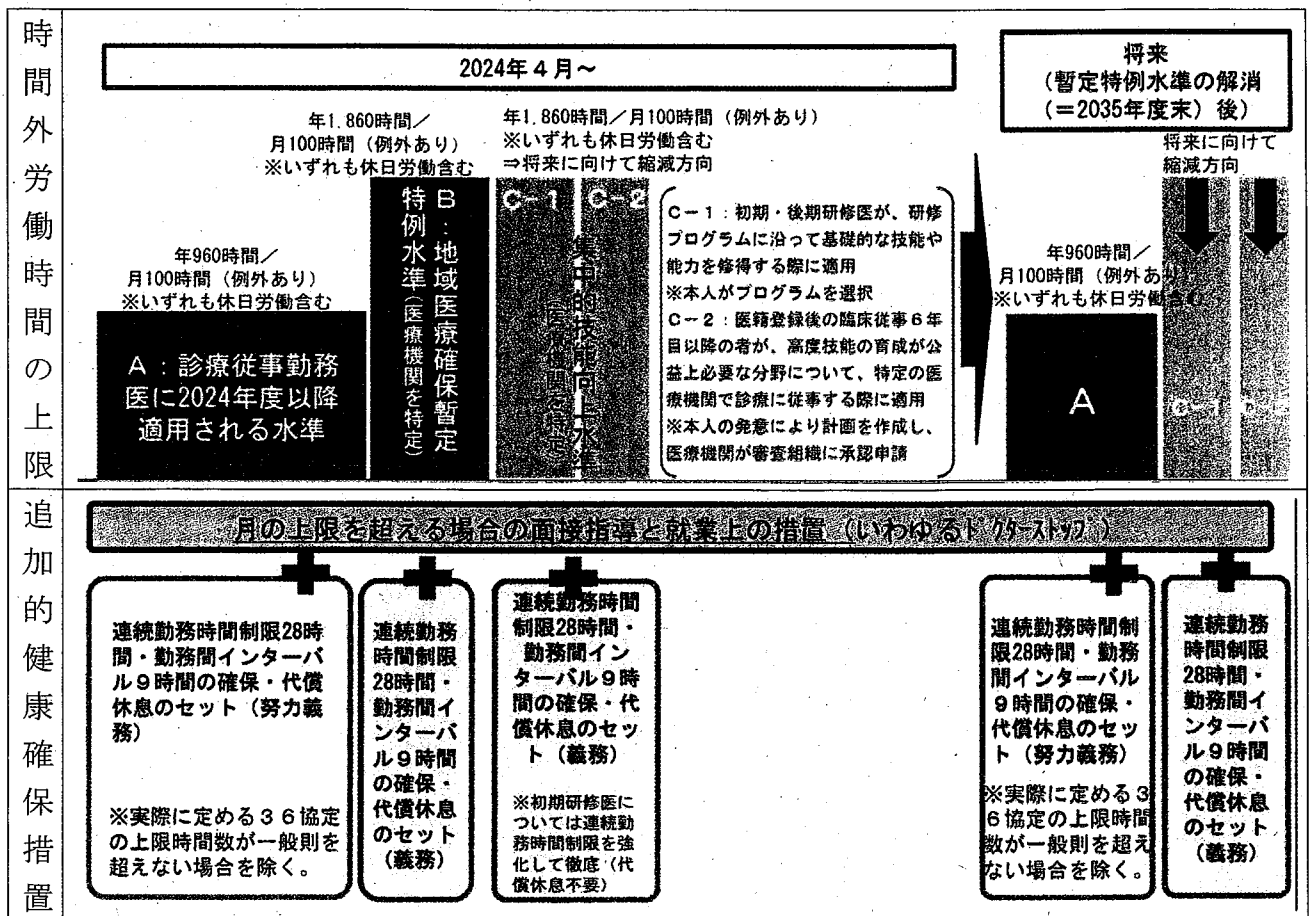 時間外労働時間の上限
2024年４月～
将来
（暫定特例水準の解消
（＝2035年度末）後）
年960時間／
月100時間（例外あり）
※いずれも休日労働含む
A：診療従事勤務
医に2024年度以降
適用される水準
年1,860時間／
月100時間（例外あり）
※いずれも休日労働含む
B：地域医療確保暫定
特例水準（医療機関を特定）
年1,860時間／月100時間（例外あり）
※いずれも休日労働含む
⇒将来に向けて縮減方向
C－1
C－2
集中的技能向上水準
（医療機関を特定）
C－1：初期・後期研修医が、研修
プログラムに沿って基礎的な技能や
能力を修得する際に適用
※本人がプログラムを選択
C－2：医籍登録後の臨床従事６年
目以降の者が、高度技能の育成が公
益上必要な分野について、特定の医
療機関で診療に従事する際に適用
※本人の発意により計画を作成し、
医療機関が審査組織に承認申請
年960時間／
月100時間（例外あり）
※いずれも休日労働含む
A
将来に向けて
縮減方向
C-1
追加的健康確保措置
月の上限を超える場合の面接指導と就業上の措置（いわゆるドクターストップ）
連続勤務時間制限28時
間・勤務間インターバ
ル９時間の確保・代償
休息のセット（努力義
務）
※実際に定める３６協定
の上限時間数が一般則を
超えない場合を除く。
連続勤務
時間制限
28時間・
勤務間イ
ンターバ
ル９時間
の確保・
代償休息
のセット
（義務）
連続勤務時間
制限28時間・
勤務間イン
ターバル９時
間の確保・代
償休息のセッ
ト（義務）
※初期研修医に
ついては連続勤
務時間制限を強
化して徹底（代
償休息不要）
連続勤務時間制
限28時間・勤務
間インターバル
９時間の確保・
代償休息のセッ
ト（努力義務）
※実際に定める３
６協定の上限時間
数が一般則を超え
ない場合を除く。
連続勤務
時間制限
28時間・
勤務間イ
ンターバ
ル９時間
の確保・
代償休息
のセット
（義務）